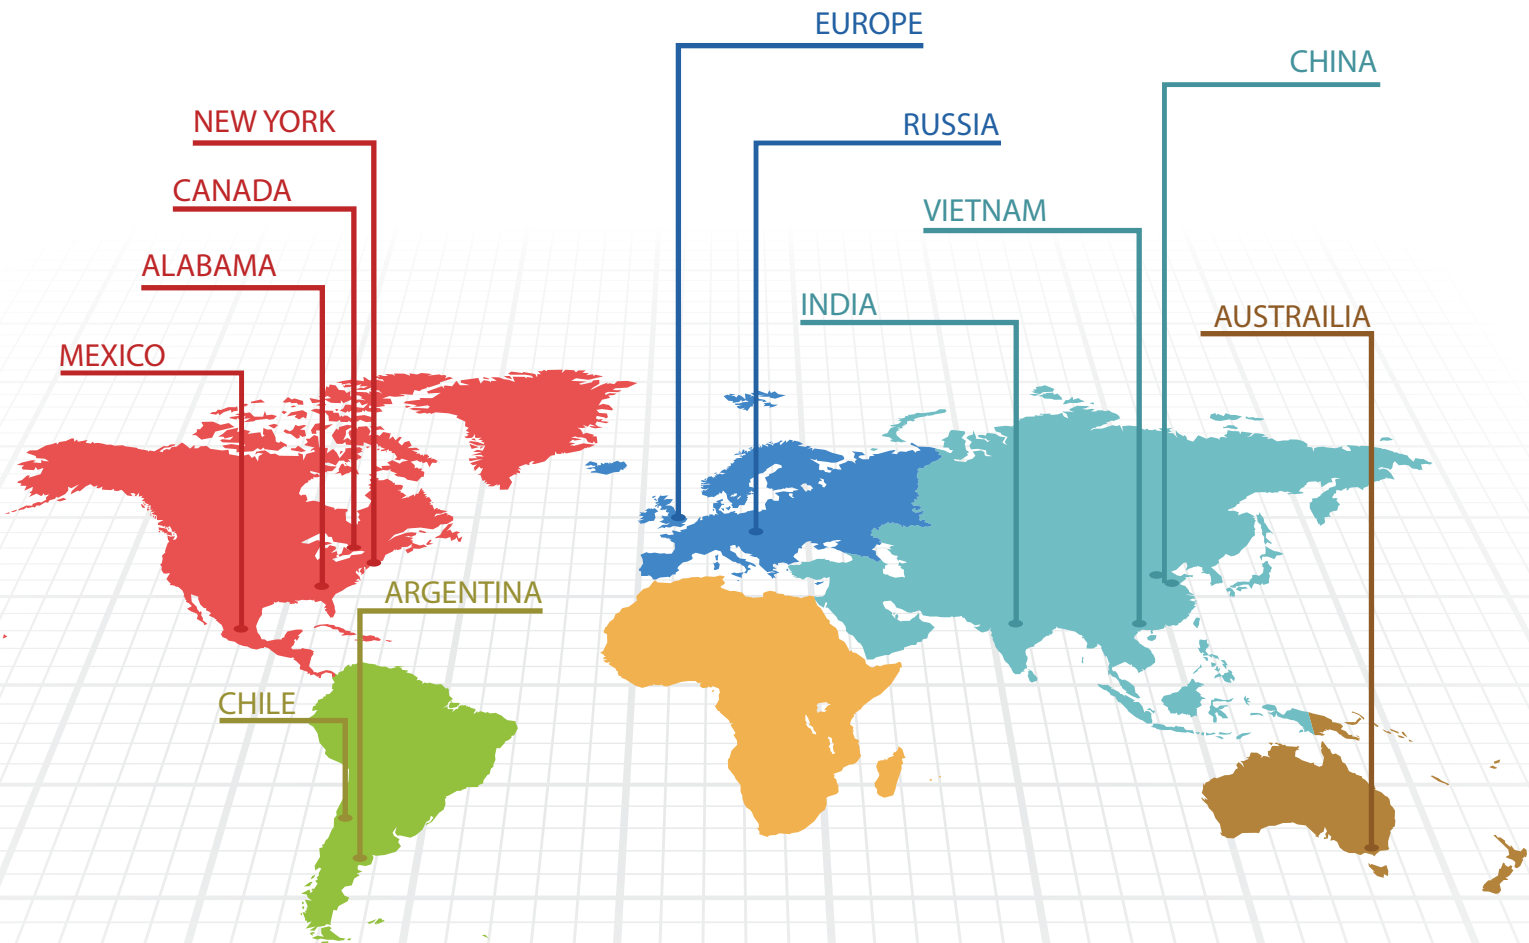 EUROPE
CHINA
NEW YORK
RUSSIA
CANADA
VIETNAM
ALABAMA
INDIA
AUSTRAILIA
MEXICO
ARGENTINA
CHILE